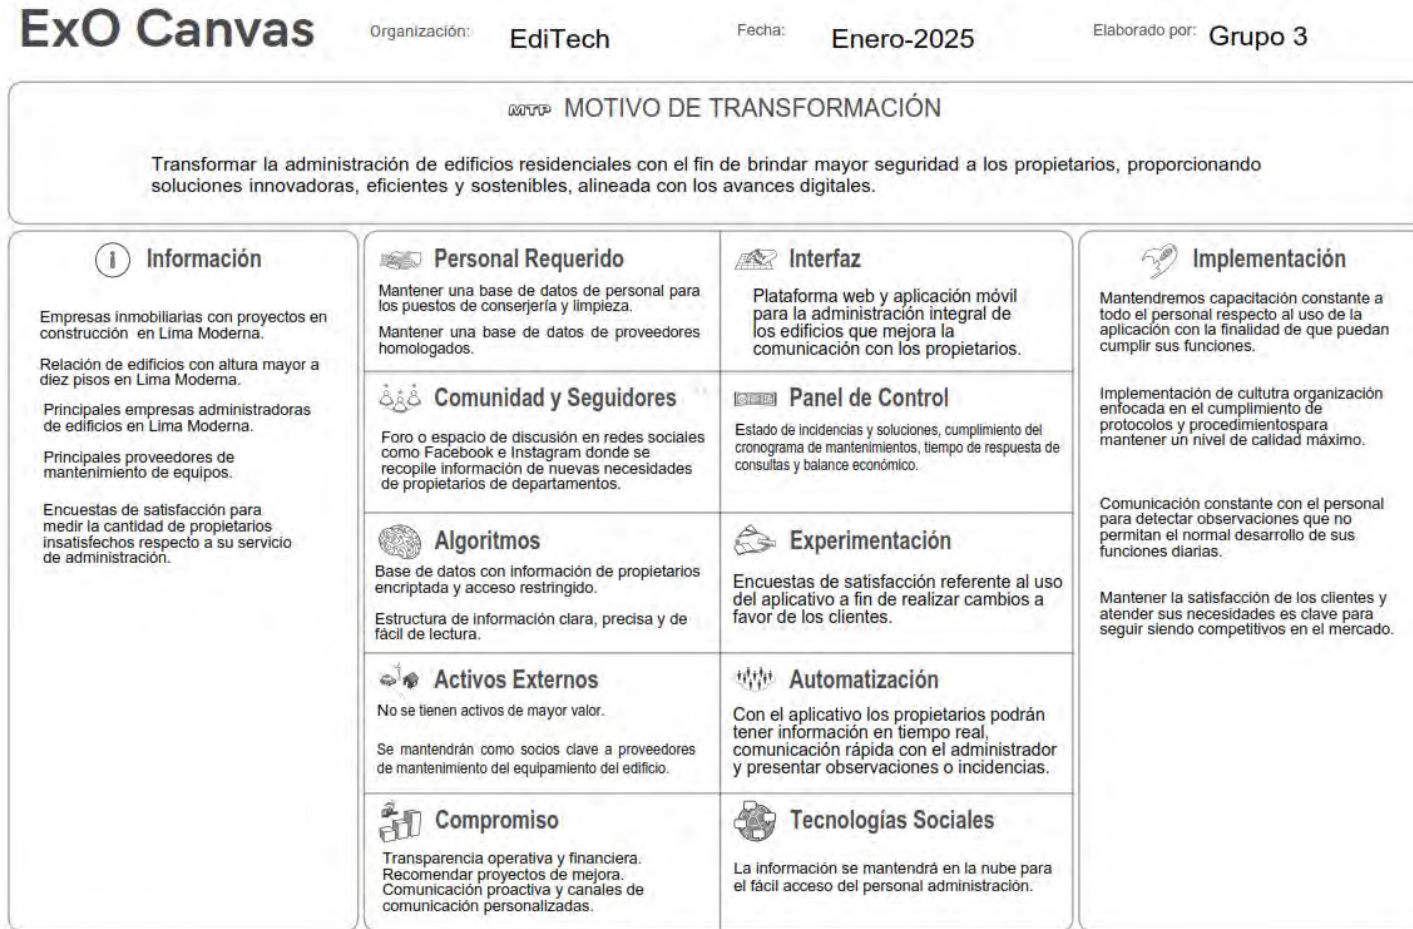 ExO Canvas
Organización: EdiTech
Fecha: Enero-2025
Elaborado por: Grupo 3
MTP MOTIVO DE TRANSFORMACIÓN
Transformar la administración de edificios residenciales con el fin de brindar mayor seguridad a los propietarios, proporcionando
soluciones innovadoras, eficientes y sostenibles, alineada con los avances digitales.
i Información
Empresas inmobiliarias con proyectos en
construcción en Lima Moderna.
Relación de edificios con altura mayor a
diez pisos en Lima Moderna.
Principales empresas administradoras
de edificios en Lima Moderna.
Principales proveedores de
mantenimiento de equipos.
Encuestas de satisfacción para
medir la cantidad de propietarios
insatisfechos respecto a su servicio
de administración.
Personal Requerido
Mantener una base de datos de personal para
los puestos de conserjería y limpieza.
Mantener una base de datos de proveedores
homologados.
Comunidad y Seguidores
Foro o espacio de discusión en redes sociales
como Facebook e Instagram donde se
recopile información de nuevas necesidades
de propietarios de departamentos.
Algoritmos
Base de datos con información de propietarios
encriptada y acceso restringido.
Estructura de información clara, precisa y de
fácil de lectura.
Activos Externos
No se tienen activos de mayor valor.
Se mantendrán como socios clave a proveedores
de mantenimiento del equipamiento del edificio.
Compromiso
Transparencia operativa y financiera.
Recomendar proyectos de mejora.
Comunicación proactiva y canales de
comunicación personalizadas.
Interfaz
Plataforma web y aplicación móvil
para la administración integral de
los edificios que mejora la
comunicación con los propietarios.
Panel de Control
Estado de incidencias y soluciones, cumplimiento del
cronograma de mantenimientos, tiempo de respuesta de
consultas y balance económico.
Experimentación
Encuestas de satisfacción referente al uso
del aplicativo a fin de realizar cambios a
favor de los clientes.
Automatización
Con el aplicativo los propietarios podrán
tener información en tiempo real,
comunicación rápida con el administrador
y presentar observaciones o incidencias.
Tecnologías Sociales
La información se mantendrá en la nube para
el fácil acceso del personal administración.
Implementación
Mantendremos capacitación constante a
todo el personal respecto al uso de la
aplicación con la finalidad de que puedan
cumplir sus funciones.
Implementación de cultutra organización
enfocada en el cumplimiento de
protocolos y procedimientospara
mantener un nivel de calidad máximo.
Comunicación constante con el personal
para detectar observaciones que no
permitan el normal desarrollo de sus
funciones diarias.
Mantener la satisfacción de los clientes y
atender sus necesidades es clave para
seguir siendo competitivos en el mercado.